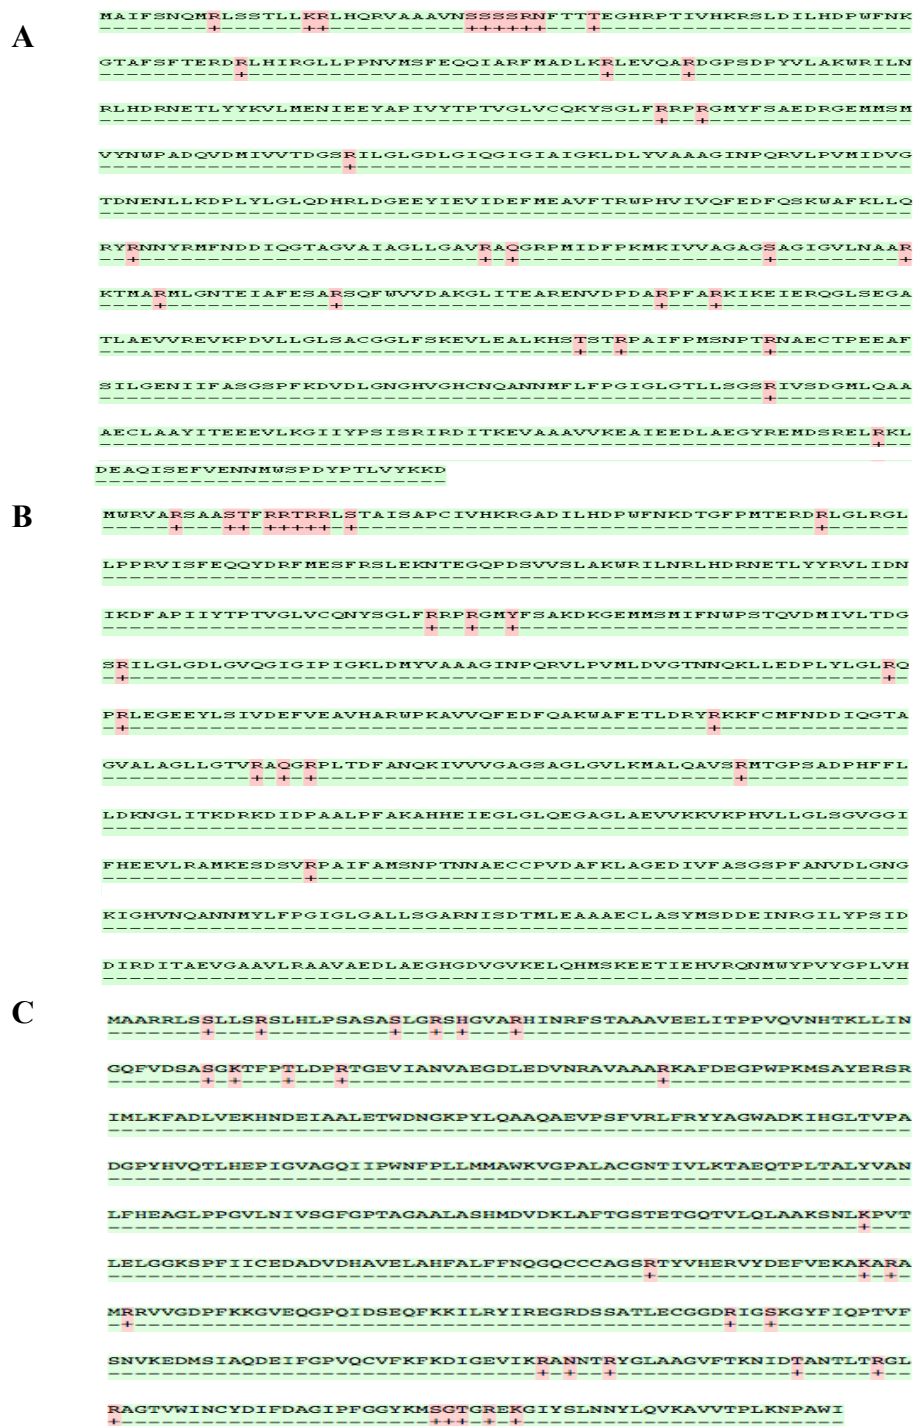 A
MAIFSNQMRLSSTLLKRLHQRVAAAVNSSSSRNFTTTEGHRPTIVHKRSLDILHDPWFNK
--------+------++----------++++++---+-----------------------
GTAFSFTERDRLHIRGLLPPNVMSFEQQIARFMADLKRLEVQARDGPSDPYVLAKWRILN
----------+--------------------------+-----+----------------
RLHDRNETLYYKVLMENIEEYAPIVYTPTVGLVCQKYSGLFRRPRGMYFSAEDRGEMMSM
-----------------------------------------+--+---------------
VYNWPADQVDMIVVTDGSRILGLGDLGIQGIGIAIGKLDLYVAAAGINPQRVLPVMIDVG
------------------+-----------------------------------------
TDNENLLKDPLYLGLQDHRLDGEEYIEVIDEFMEAVFTRWPHVIVQFEDFQSKWAFKLLQ
------------------------------------------------------------
RYRNNYRMFNDDIQGTAGVAIAGLLGAVRAQGRPMIDFPKMKIVVAGAGSAGIGVLNAAR
--+-------------------------+-+------------------+---------+
KTMARMLGNTEIAFESARSQFWVVDAKGLITEARENVDPDARPFARKIKEIERQGLSEGA
----+------------+-----------------------+---+--------------
TLAEVVREVKPDVLLGLSACGGLFSKEVLEALKHSTSTRPAIFPMSNPTRNAECTPEEAF
-----------------------------------+--+----------+----------
SILGENIIFASGSPFKDVDLGNGHVGHCNQANNMFLFPGIGLGTLLSGSRIVSDGMLQAA
-------------------------------------------------+----------
AECLAAYITEEEVLKGIIYPSISRIRDITKEVAAAVVKEAIEEDLAEGYREMDSRELRKL
---------------------------------------------------------+--
DEAQISEFVENNMWSPDYPTLVYKKD
--------------------------
B
MWRVARSAASTFRRTRRLSTAISAPCIVHKRGADILHDPWFNKDTGFPMTERDRLGLRGL
-----+---++-+++++-+----------------------------------+------
LPPRVISFEQQYDRFMESFRSLEKNTEGQPDSVVSLAKWRILNRLHDRNETLYYRVLIDN
------------------------------------------------------------
IKDFAPIIYTPTVGLVCQNYSGLFRRPRGMYFSAKDKGEMMSMIFNWPSTQVDMIVLTDG
------------------------+--+--+-----------------------------
SRILGLGDLGVQGIGIPIGKLDMYVAAAGINPQRVLPVMLDVGTNNQKLLEDPLYLGLRQ
-+--------------------------------------------------------+-
PRLEGEEYLSIVDEFVEAVHARWPKAVVQFEDFQAKWAFETLDRYRKKFCMFNDDIQGTA
-+-------------------------------------------+--------------
GVALAGLLGTVRAQGRPLTDFANQKIVVVGAGSAGLGVLKMALQAVSRMTGPSADPHFFL
-----------+-+-+-------------------------------+------------
LDKNGLITKDRKDIDPAALPFAKAHHEIEGLGLQEGAGLAEVVKKVKPHVLLGLSGVGGI
------------------------------------------------------------
FHEEVLRAMKESDSVRPAIFAMSNPTNNAECCPVDAFKLAGEDIVFASGSPFANVDLGNG
---------------+--------------------------------------------
KIGHVNQANNMYLFPGIGLGALLSGARNISDTMLEAAAECLASYMSDDEINRGILYPSID
------------------------------------------------------------
DIRDITAEVGAAVLRAAVAEDLAEGHGDVGVKELQHMSKEETIEHVRQNMWYPVYGPLVH
------------------------------------------------------------
C
MAARRLSSLLSRSLHLPSASASLGRSHGVARHINRFSTAAAVEELITPPVQVNHTKLLIN
-------+---+---------+--+-+---+-----------------------------
GQFVDSASGKTFPTLDPRTGEVIANVAEGDLEDVNRAVAAARKAFDEGPWPKMSAYERSR
-------+-+---+---+-----------------------+------------------
IMLKFADLVEKHNDEIAALETWDNGKPYLQAAQAEVPSFVRLFRYYAGWADKIHGLTVPA
------------------------------------------------------------
DGPYHVQTLHEPIGVAGQIIPWNFPLLMMAWKVGPALACGNTIVLKTAEQTPLTALYVAN
------------------------------------------------------------
LFHEAGLPPGVLNIVSGFGPTAGAALASHMDVDKLAFTGSTETGQTVLQLAAKSNLKPVT
--------------------------------------------------------+---
LELGGKSPFIICEDADVDHAVELAHFALFFNQGQCCCAGSRTYVHERVYDEFVEKAKARA
----------------------------------------+---------------+-+-
MRRVVGDPFKKGVEQGPQIDSEQFKKILRYIREGRDSSATLECGGDRIGSKGYFIQPTVF
-+--------------------------------------------+--+----------
SNVKEDMSIAQDEIFGPVQCVFKFKDIGEVIKRANNTRYGLAAGVFTKNIDTANTLTRGL
--------------------------------+-+--+-------------+-----+--
RAGTVWINCYDIFDAGIPFGGYKMSGTGREKGIYSLNNYLQVKAVVTPLKNPAWI
+-----------------------+++-+-+------------------------